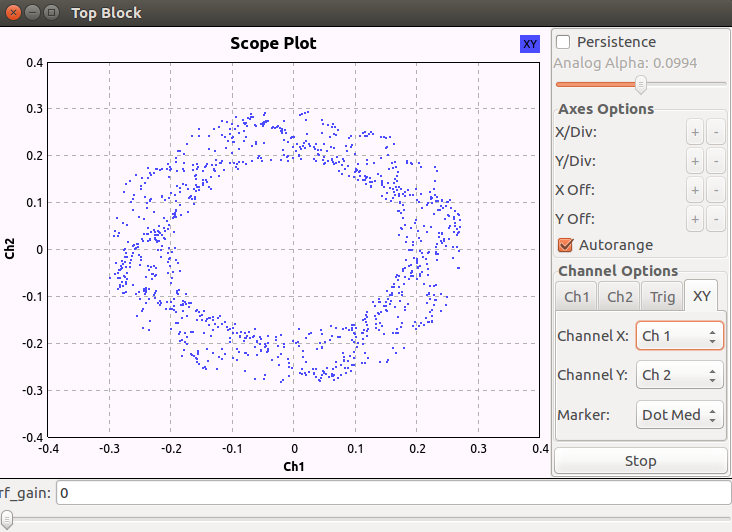 Top Block
Scope Plot
XY
0.4
0.3
0.2
0.1
0
-0.1
-0.2
-0.3
-0.4
Ch2
-0.4 -0.3 -0.2 -0.1 0 0.1 0.2 0.3 0.4
Ch1
Persistence
Analog Alpha: 0.0994
Axes Options
X/Div: + -
Y/Div: + -
X Off: + -
Y Off: + -
Autorange
Channel Options
Ch1 Ch2 Trig XY
Channel X: Ch 1
Channel Y: Ch 2
Marker: Dot Med
Stop
rf_gain: 0